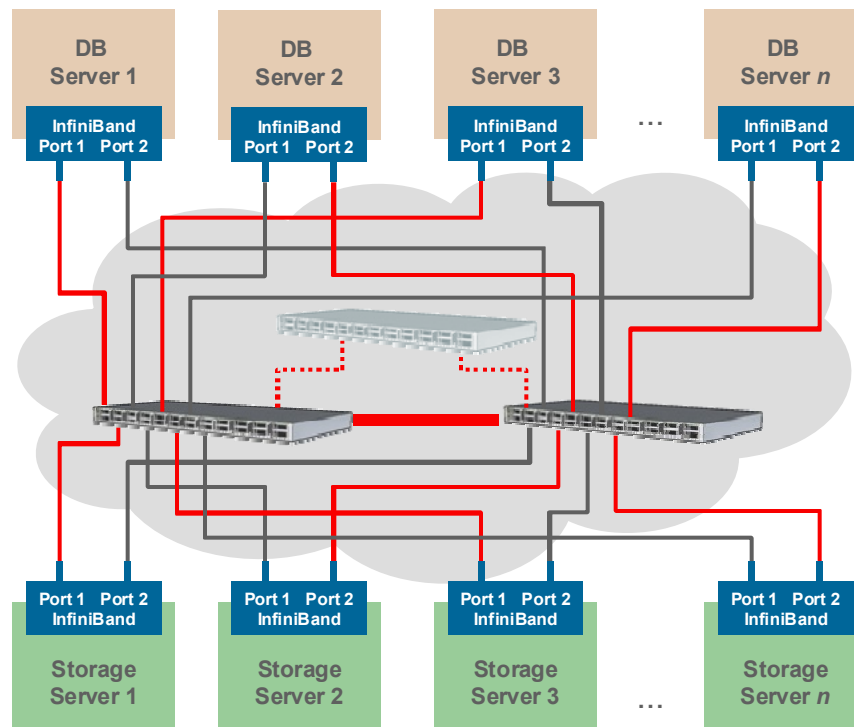 DB
Server 1
DB
Server 2
DB
Server 3
DB
Server n
...
InfiniBand
Port 1 Port 2
InfiniBand
Port 1 Port 2
InfiniBand
Port 1 Port 2
InfiniBand
Port 1 Port 2
Port 1 Port 2
InfiniBand
Port 1 Port 2
InfiniBand
Port 1 Port 2
InfiniBand
Port 1 Port 2
InfiniBand
Storage
Server 1
Storage
Server 2
Storage
Server 3
...
Storage
Server n